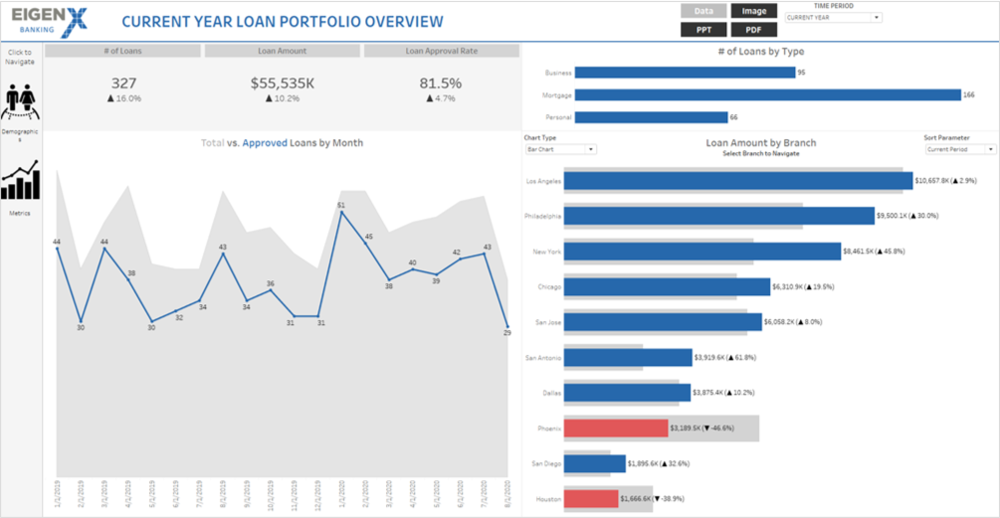 EIGEN X
BANKING
CURRENT YEAR LOAN PORTFOLIO OVERVIEW
Data
Image
PPT
PDF
TIME PERIOD
CURRENT YEAR
Click to
Navigate
Demographic
s
Metrics
# of Loans
Loan Amount
Loan Approval Rate
327
$55,535K
81.5%
▲ 16.0%
▲ 10.2%
▲ 4.7%
Total vs. Approved Loans by Month
44
30
44
38
30
32
34
43
34
36
31
31
51
45
38
40
39
42
43
29
1/1/2019
2/1/2019
3/1/2019
4/1/2019
5/1/2019
6/1/2019
7/1/2019
8/1/2019
9/1/2019
10/1/2019
11/1/2019
12/1/2019
1/1/2020
2/1/2020
3/1/2020
4/1/2020
5/1/2020
6/1/2020
7/1/2020
8/1/2020
# of Loans by Type
Business 95
Mortgage 166
Personal 66
Chart Type
Bar Chart
Loan Amount by Branch
Select Branch to Navigate
Sort Parameter
Current Period
Los Angeles $10,657.8K (▲ 2.9%)
Philadelphia $9,500.1K (▲ 30.0%)
New York $8,461.5K (▲ 45.8%)
Chicago $6,310.9K (▲ 19.5%)
San Jose $6,058.2K (▲ 8.0%)
San Antonio $3,919.6K (▲ 61.8%)
Dallas $3,875.4K (▲ 10.2%)
Phoenix $3,189.5K (▼ -46.6%)
San Diego $1,895.6K (▲ 32.6%)
Houston $1,666.6K (▼ -38.9%)